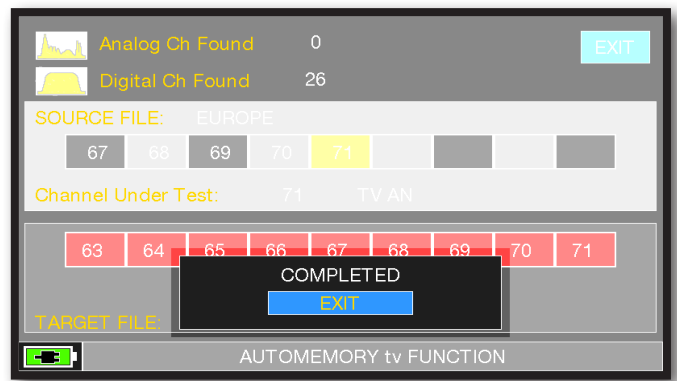 Analog Ch Found 0
EXIT
Digital Ch Found 26
SOURCE FILE: EUROPE
67 68 69 70 71
Channel Under Test: 71 TV AN
63 64 65 66 67 68 69 70 71
COMPLETED
EXIT
TARGET FILE:
AUTOMEMORY tv FUNCTION